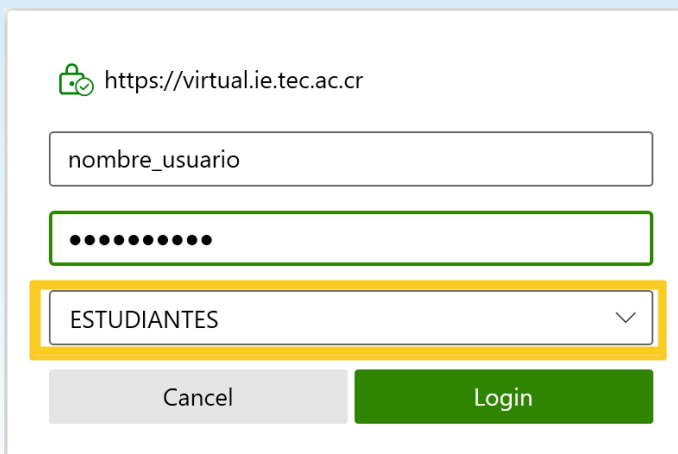 https://virtual.ie.tec.ac.cr
nombre_usuario
••••••••••
ESTUDIANTES
Cancel
Login